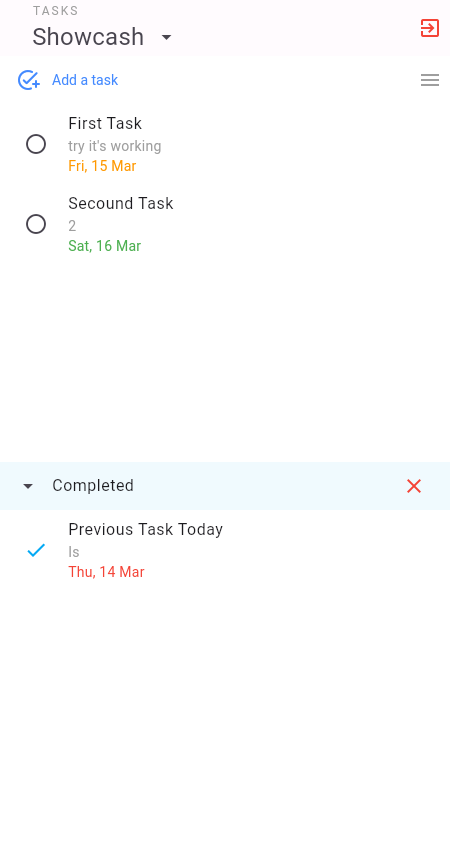 TASKS
Showcash
Add a task
First Task
try it's working
Fri, 15 Mar
Secound Task
2
Sat, 16 Mar
Completed
Previous Task Today
Is
Thu, 14 Mar